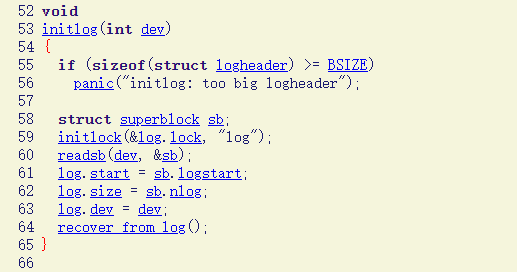 52 void
53 initlog(int dev)
54 {
55   if (sizeof(struct logheader) >= BSIZE)
56     panic("initlog: too big logheader");
57
58   struct superblock sb;
59   initlock(&log.lock, "log");
60   readsb(dev, &sb);
61   log.start = sb.logstart;
62   log.size = sb.nlog;
63   log.dev = dev;
64   recover_from_log();
65 }
66